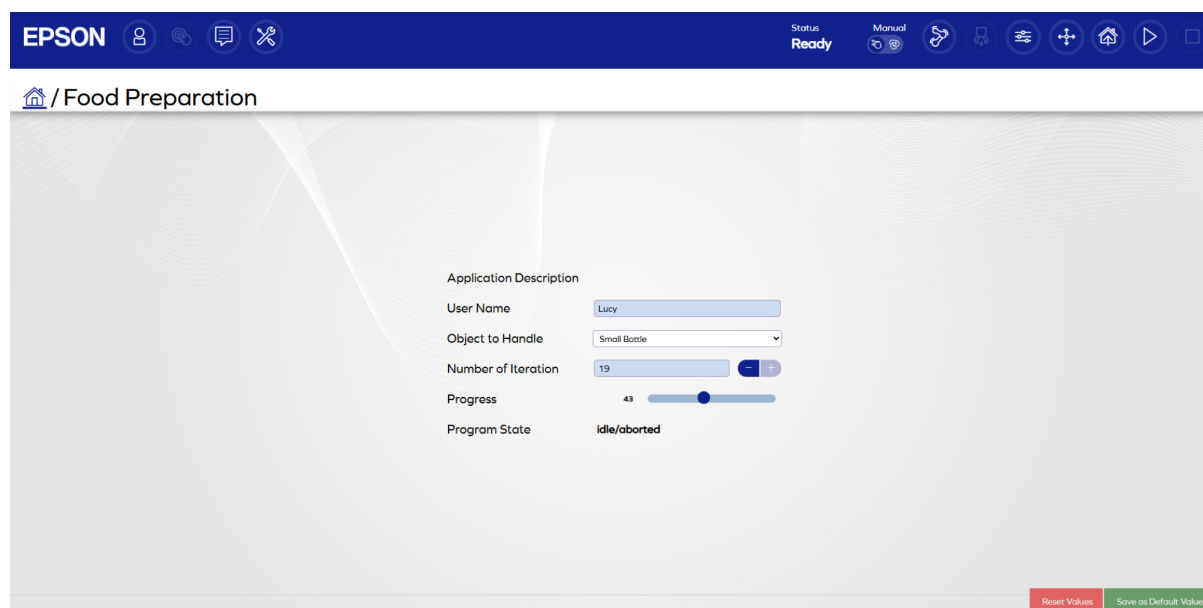 EPSON
Status
Ready
Manual
/ Food Preparation
Application Description
User Name
Lucy
Object to Handle
Small Bottle
Number of Iteration
19
Progress
43
Program State
idle/aborted
Reset Values
Save as Default Value